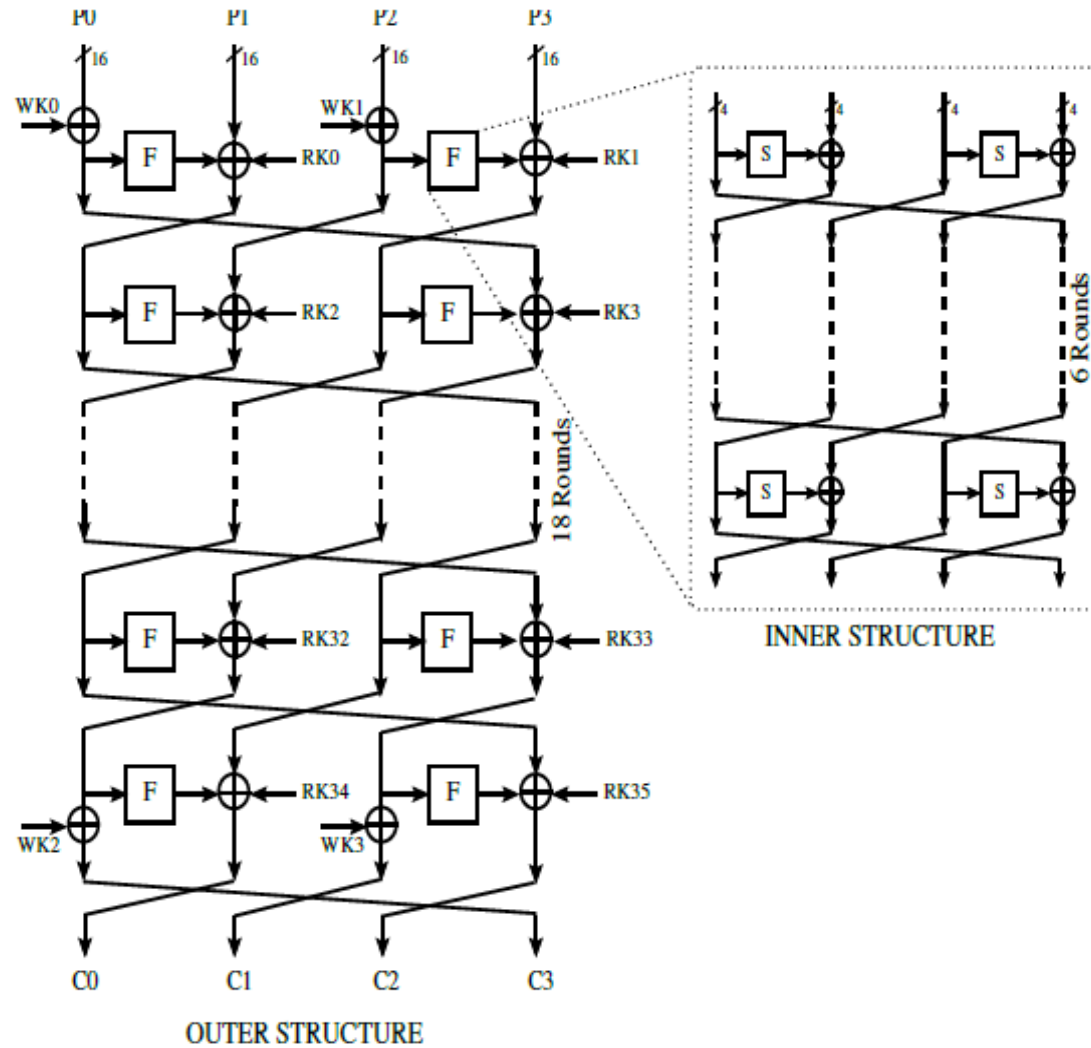 P0 P1 P2 P3
16 16 16 16
WK0 WK1
F F
RK0 RK1
4 4 4 4
S S
F F
RK2 RK3
6 Rounds
18 Rounds
S S
F F
RK32 RK33
INNER STRUCTURE
F F
RK34 RK35
WK2 WK3
C0 C1 C2 C3
OUTER STRUCTURE